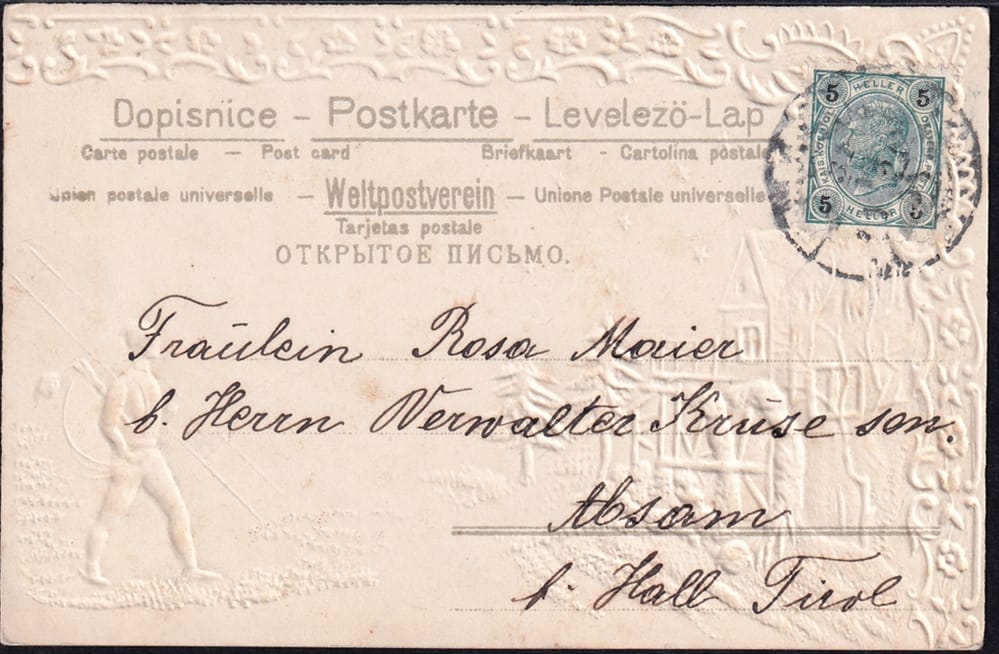 Dopisnice – Postkarte – Levelezö-Lap
Carte postale — Post card Briefkaart - Cartolina postale
Union postale universelle – Weltpostverein – Unione Postale universelle
Tarjetas postale
ОТКРЫТОЕ ПИСЬМО.
5 HELLER 5
5 HELLER 5
Fräulein Rosa Maier
b. Herrn Verwalter Kruse sen.
Absam
b. Hall Tirol